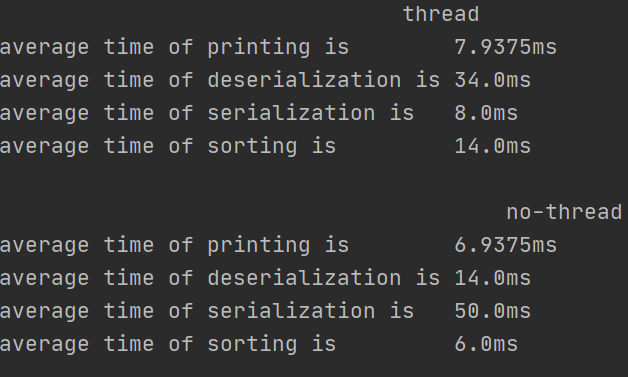 thread
average time of printing is 7.9375ms
average time of deserialization is 34.0ms
average time of serialization is 8.0ms
average time of sorting is 14.0ms
no-thread
average time of printing is 6.9375ms
average time of deserialization is 14.0ms
average time of serialization is 50.0ms
average time of sorting is 6.0ms